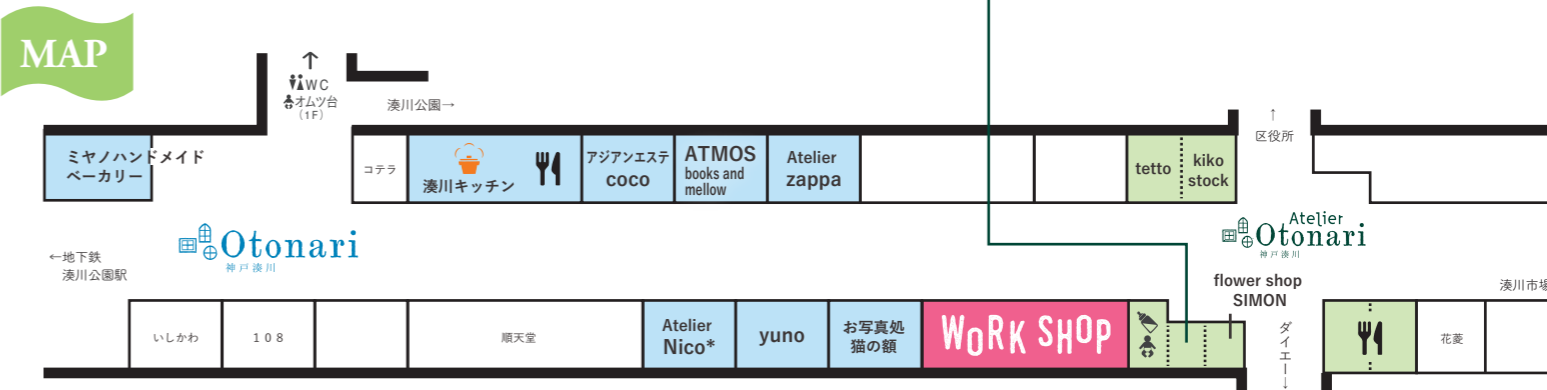 MAP
↑
WC
オムツ台
（1F）
湊川公園→
↑
区役所
ミヤノハンドメイド
ベーカリー
コテラ
湊川キッチン
アジアンエステ
coco
ATMOS
books and
mellow
Atelier
zappa
tetto
kiko
stock
←地下鉄
湊川公園駅
Otonari
神戸湊川
Atelier
Otonari
神戸湊川
flower shop
SIMON
湊川市場
いしかわ
108
順天堂
Atelier
Nico*
yuno
お写真処
猫の額
WORK SHOP
ダイエー→
花菱